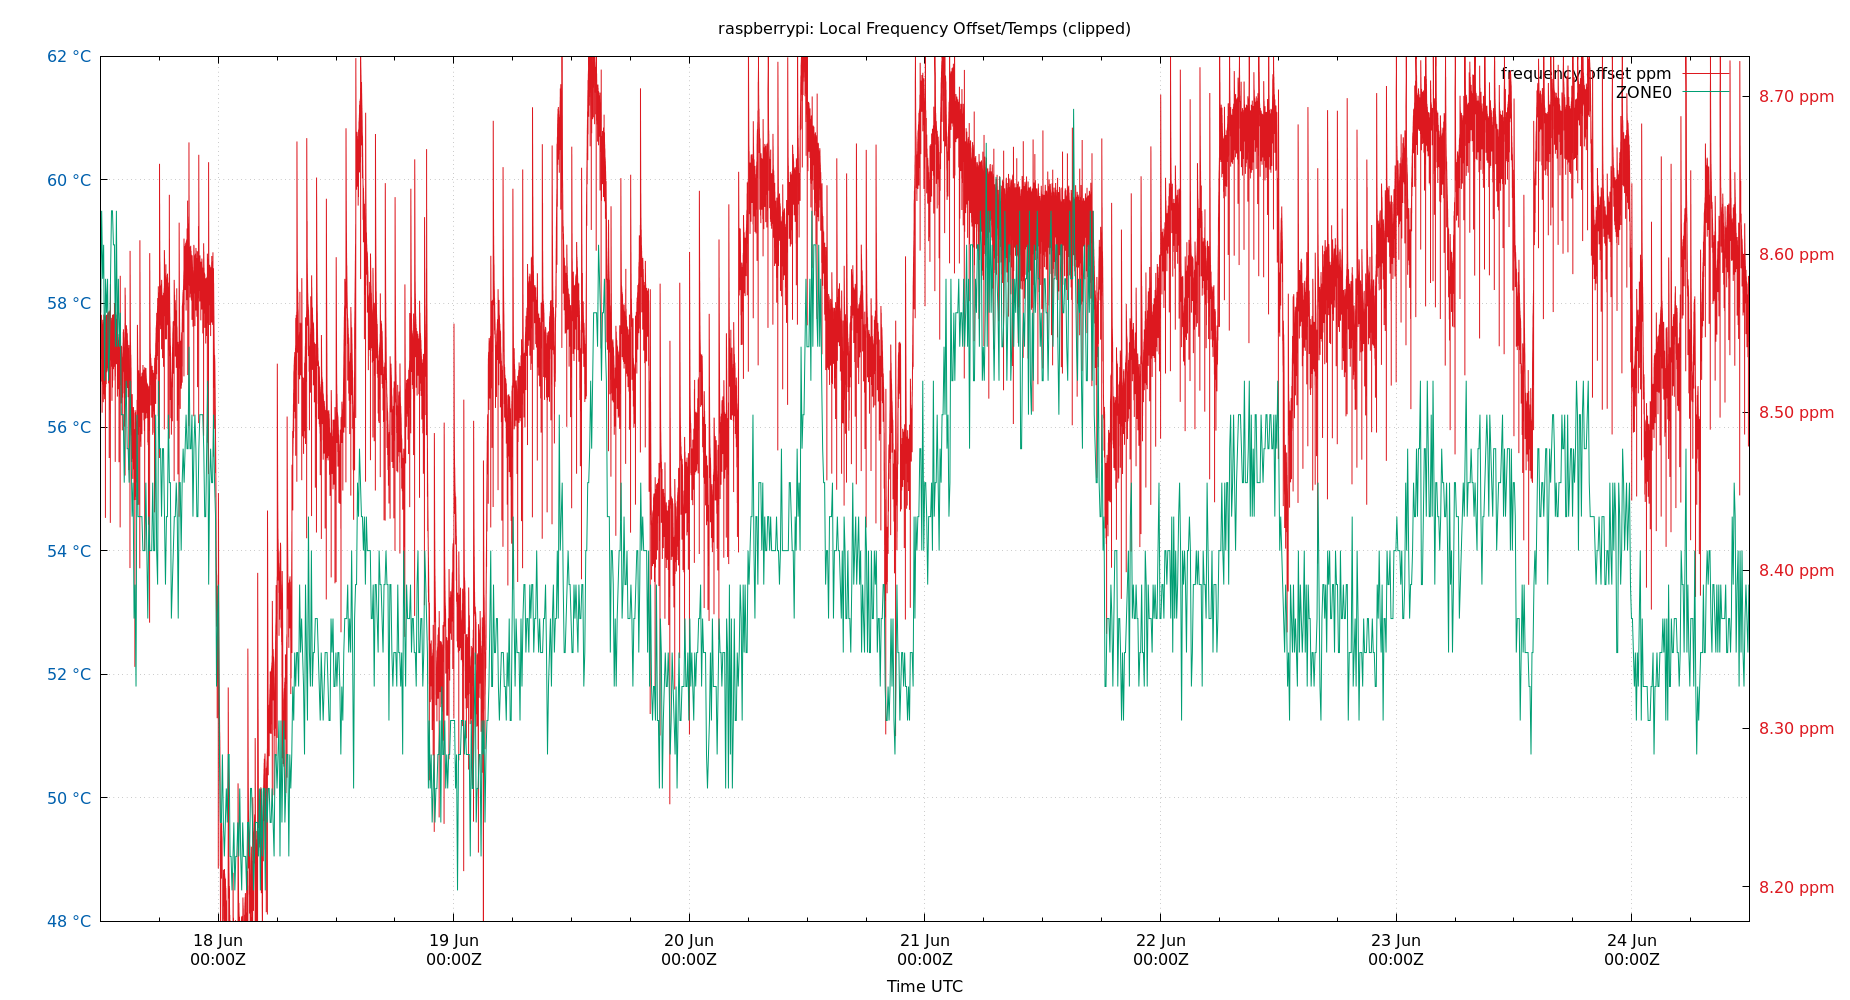 raspberrypi: Local Frequency Offset/Temps (clipped)
62 °C
60 °C
58 °C
56 °C
54 °C
52 °C
50 °C
48 °C
frequency offset ppm
ZONE0
8.70 ppm
8.60 ppm
8.50 ppm
8.40 ppm
8.30 ppm
8.20 ppm
18 Jun
00:00Z
19 Jun
00:00Z
20 Jun
00:00Z
21 Jun
00:00Z
22 Jun
00:00Z
23 Jun
00:00Z
24 Jun
00:00Z
Time UTC